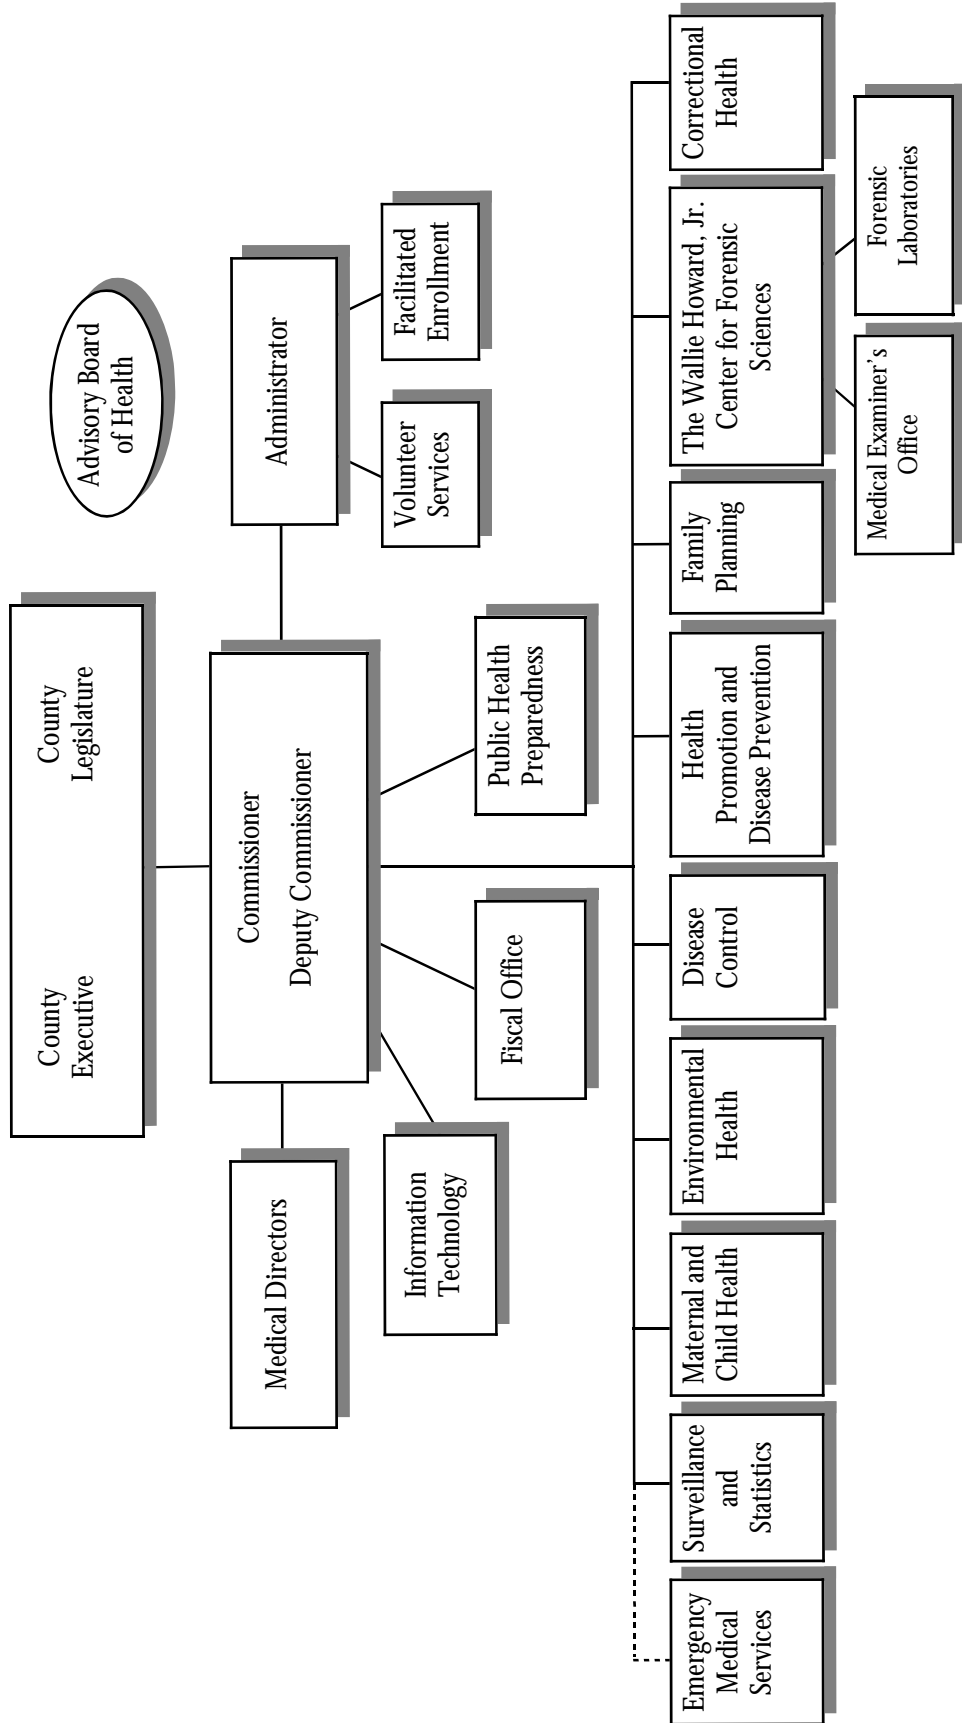 County
Executive
County
Legislature
Advisory Board
of Health
Commissioner
Deputy Commissioner
Medical Directors
Administrator
Information
Technology
Fiscal Office
Public Health
Preparedness
Volunteer
Services
Facilitated
Enrollment
Emergency
Medical
Services
Surveillance
and
Statistics
Maternal and
Child Health
Environmental
Health
Disease
Control
Health
Promotion and
Disease Prevention
Family
Planning
The Wallie Howard, Jr.
Center for Forensic
Sciences
Correctional
Health
Medical Examiner's
Office
Forensic
Laboratories